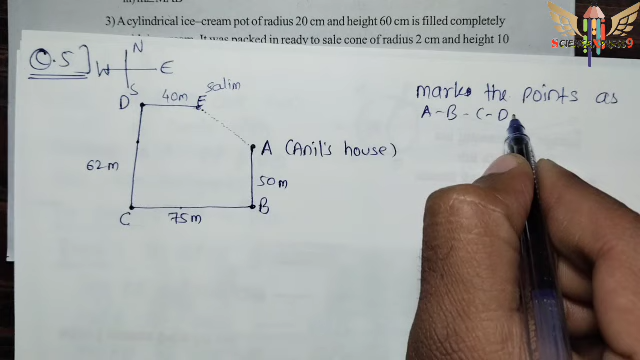 3) A cylindrical ice-cream pot of radius 20 cm and height 60 cm is filled completely
It was packed in ready to sale cone of radius 2 cm and height 10
Q.5]
N
W E
S
Salim
D 40m E
A (Anil's house)
62m
50m
C 75m B
marks the points as
A-B-C-D